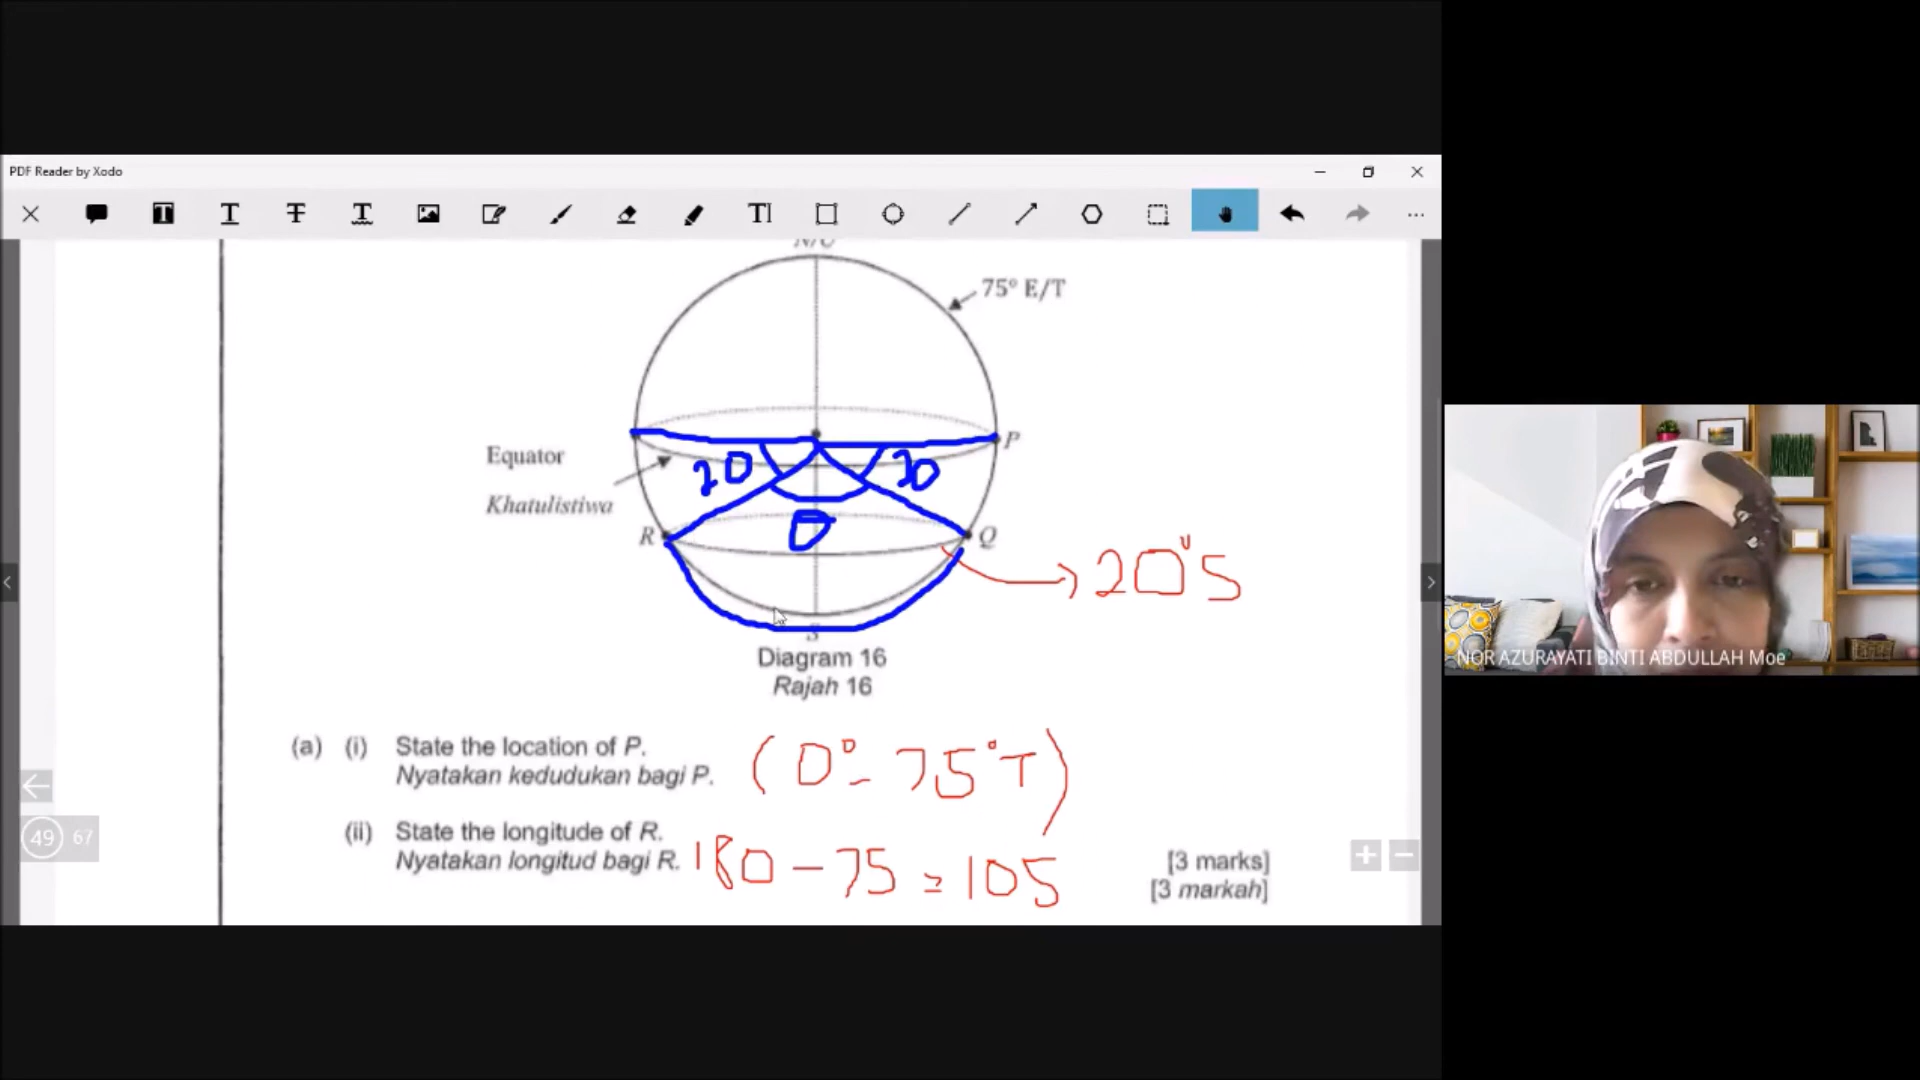 PDF Reader by Xodo
N/U
75° E/T
P
Equator
Khatulistiwa
20
20
θ
R
Q
20°S
S
Diagram 16
Rajah 16
(a) (i) State the location of P.
Nyatakan kedudukan bagi P.
(0°- 75°T)
(ii) State the longitude of R.
Nyatakan longitud bagi R.
180 - 75 = 105
[3 marks]
[3 markah]
49 67
NOR AZURAYATI BINTI ABDULLAH Moe